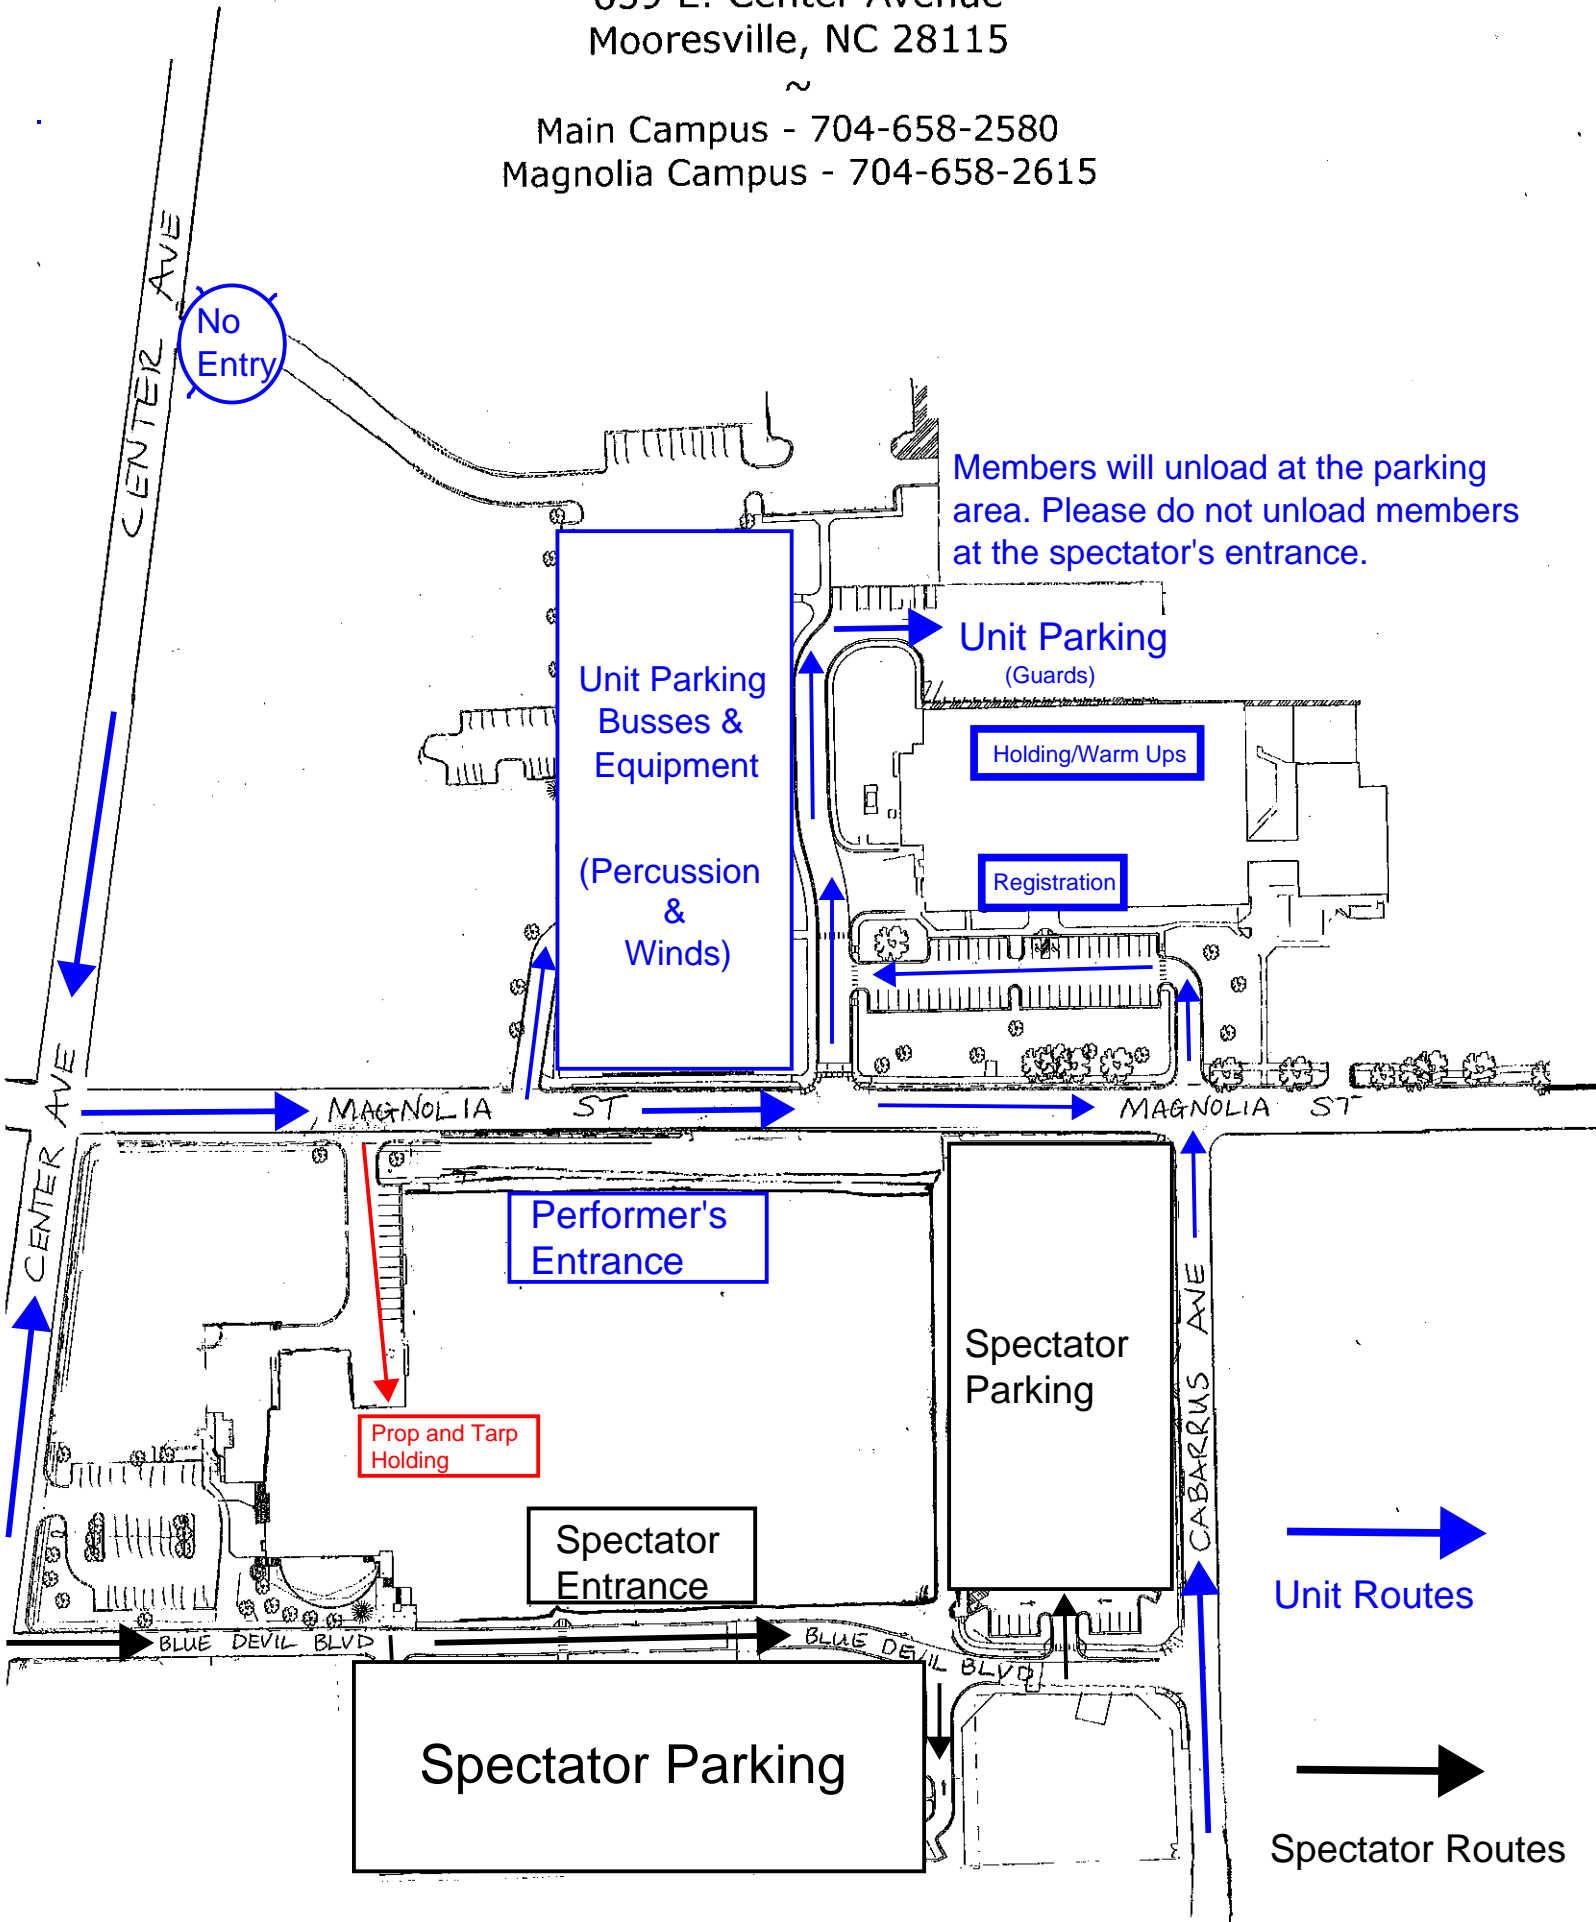 639 E. Center Avenue
Mooresville, NC 28115
~
Main Campus - 704-658-2580
Magnolia Campus - 704-658-2615
CENTER AVE
No
Entry
Members will unload at the parking
area. Please do not unload members
at the spectator's entrance.
Unit Parking
(Guards)
Unit Parking
Busses &
Equipment
(Percussion
&
Winds)
Holding/Warm Ups
Registration
CENTER AVE
MAGNOLIA ST
MAGNOLIA ST
Performer's
Entrance
Spectator
Parking
CABARRUS AVE
Prop and Tarp
Holding
Spectator
Entrance
Unit Routes
BLUE DEVIL BLVD
BLUE DEVIL BLVD
Spectator Parking
Spectator Routes